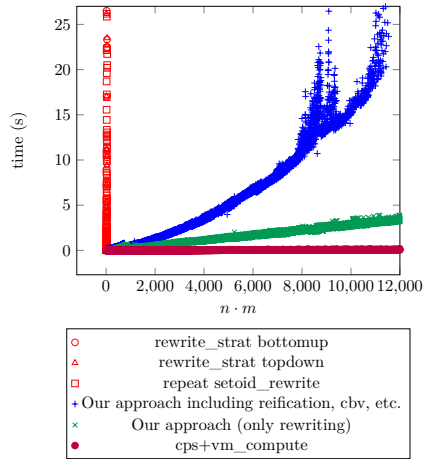 25
20
15
10
5
0
time (s)
0 2,000 4,000 6,000 8,000 10,000 12,000
n · m
rewrite_strat bottomup
rewrite_strat topdown
repeat setoid_rewrite
Our approach including reification, cbv, etc.
Our approach (only rewriting)
cps+vm_compute